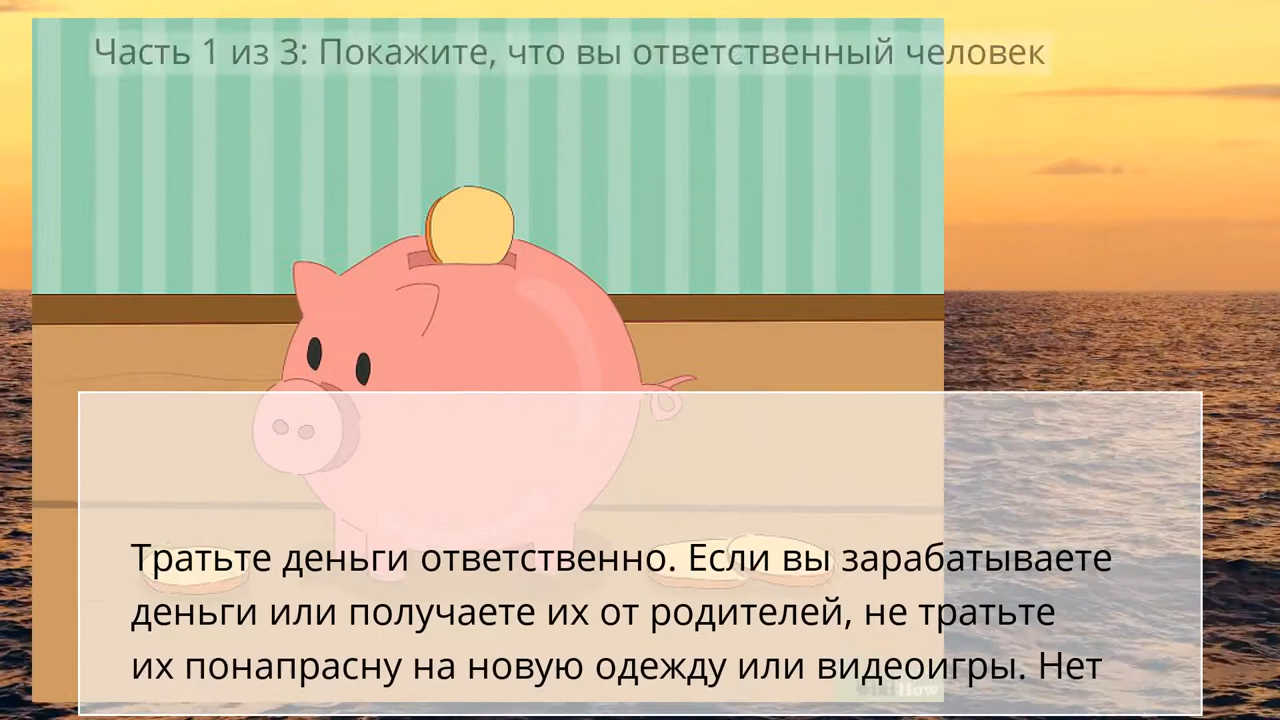 Часть 1 из 3: Покажите, что вы ответственный человек
Тратьте деньги ответственно. Если вы зарабатываете
деньги или получаете их от родителей, не тратьте
их понапрасну на новую одежду или видеоигры. Нет
wikiHow